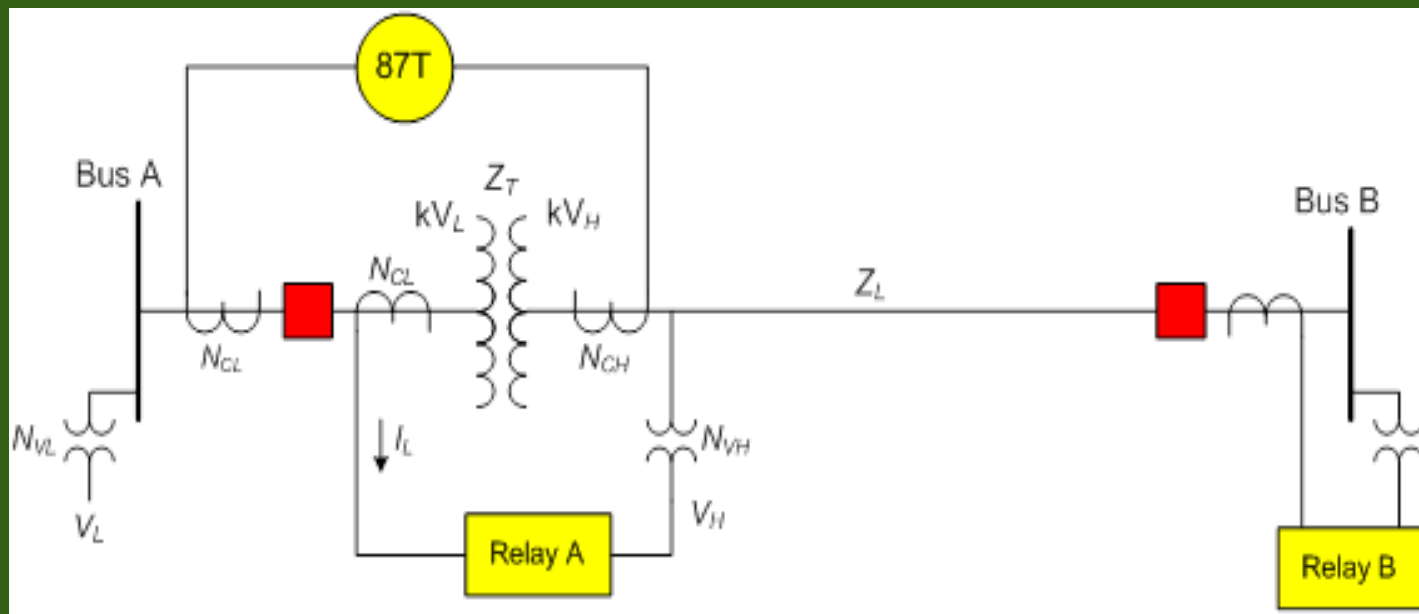 87T
Bus A
Z_T
kV_L
kV_H
Bus B
N_CL
Z_L
N_CL
N_CH
N_VL
I_L
N_VH
V_L
V_H
Relay A
Relay B